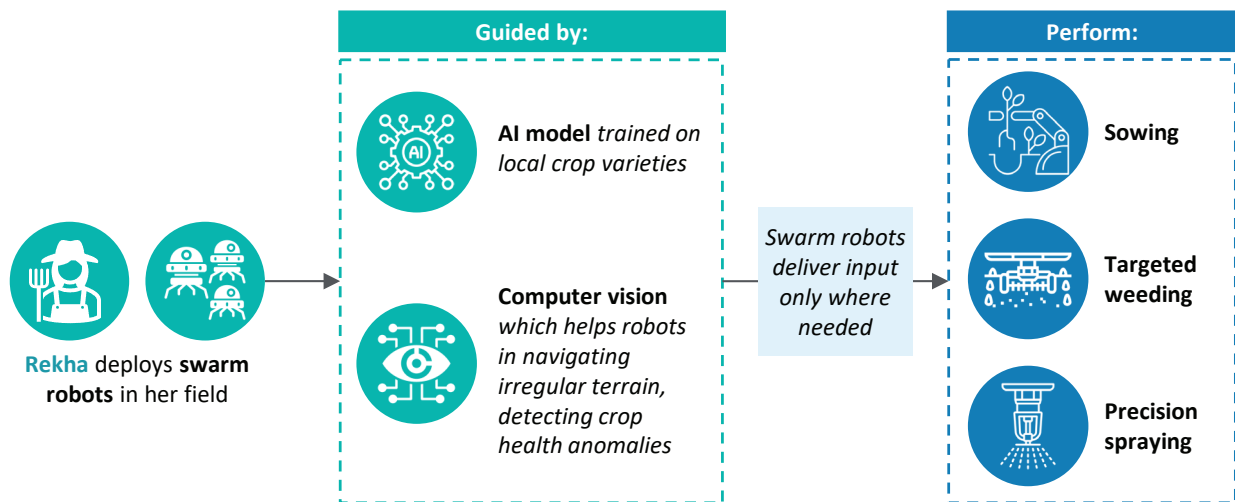 Guided by:
Perform:
AI
AI model trained on
local crop varieties
Computer vision
which helps robots
in navigating
irregular terrain,
detecting crop
health anomalies
Rekha deploys swarm
robots in her field
Swarm robots
deliver input
only where
needed
Sowing
Targeted
weeding
Precision
spraying